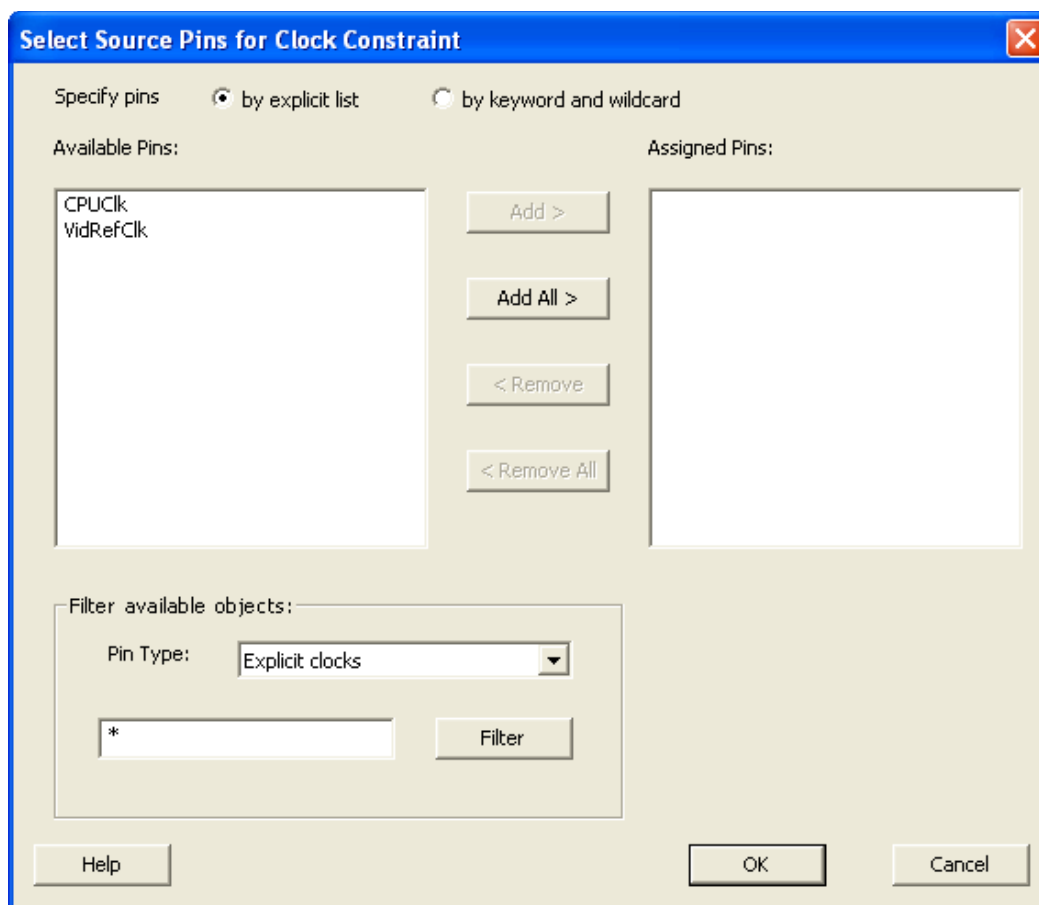 Select Source Pins for Clock Constraint
Specify pins by explicit list by keyword and wildcard
Available Pins: Assigned Pins:
CPUClk
VidRefClk
Add >
Add All >
< Remove
< Remove All
Filter available objects:
Pin Type: Explicit clocks
* Filter
Help OK Cancel